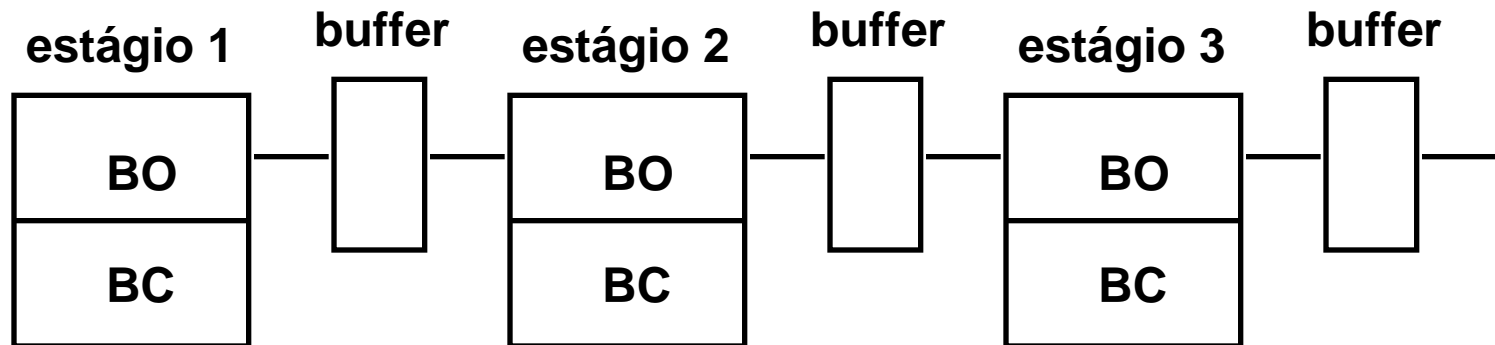 estágio 1
buffer
estágio 2
buffer
estágio 3
buffer
BO
BO
BO
BC
BC
BC